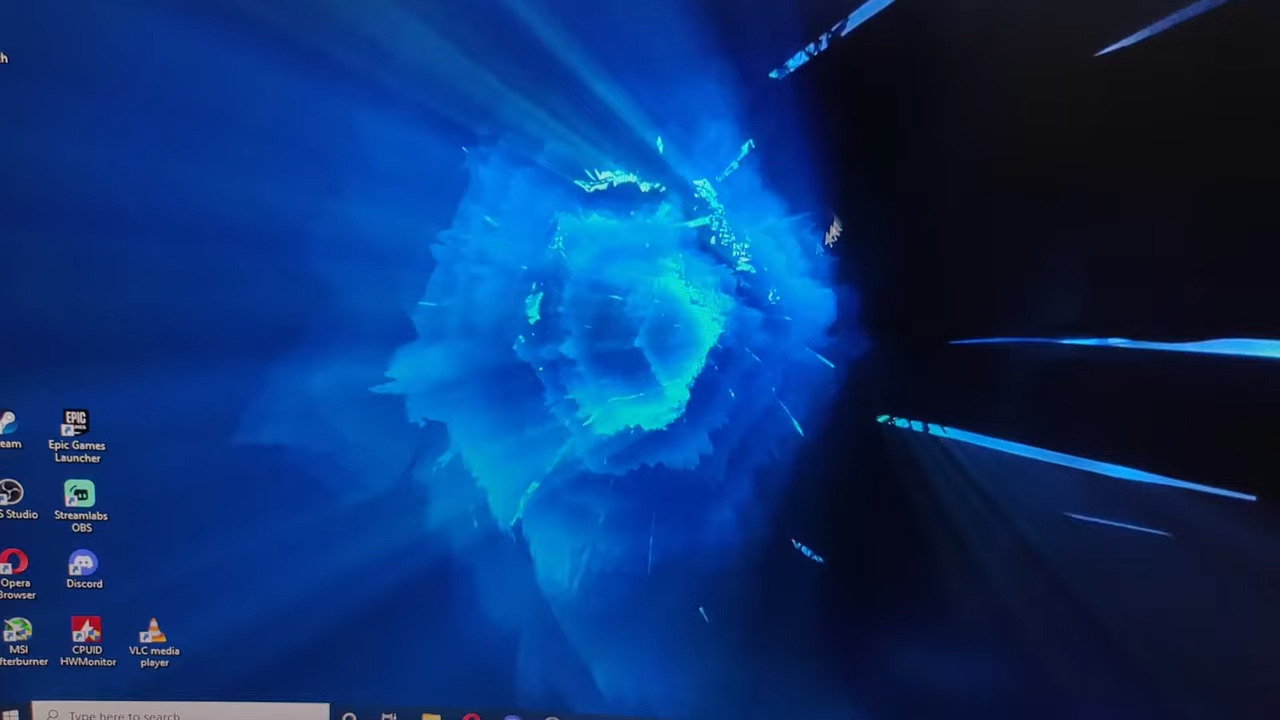 h
eam
EPIC
Epic Games
Launcher
S Studio
Streamlabs
OBS
Opera
Browser
Discord
MSI
fterburner
CPUID
HWMonitor
VLC media
player
Type here to search